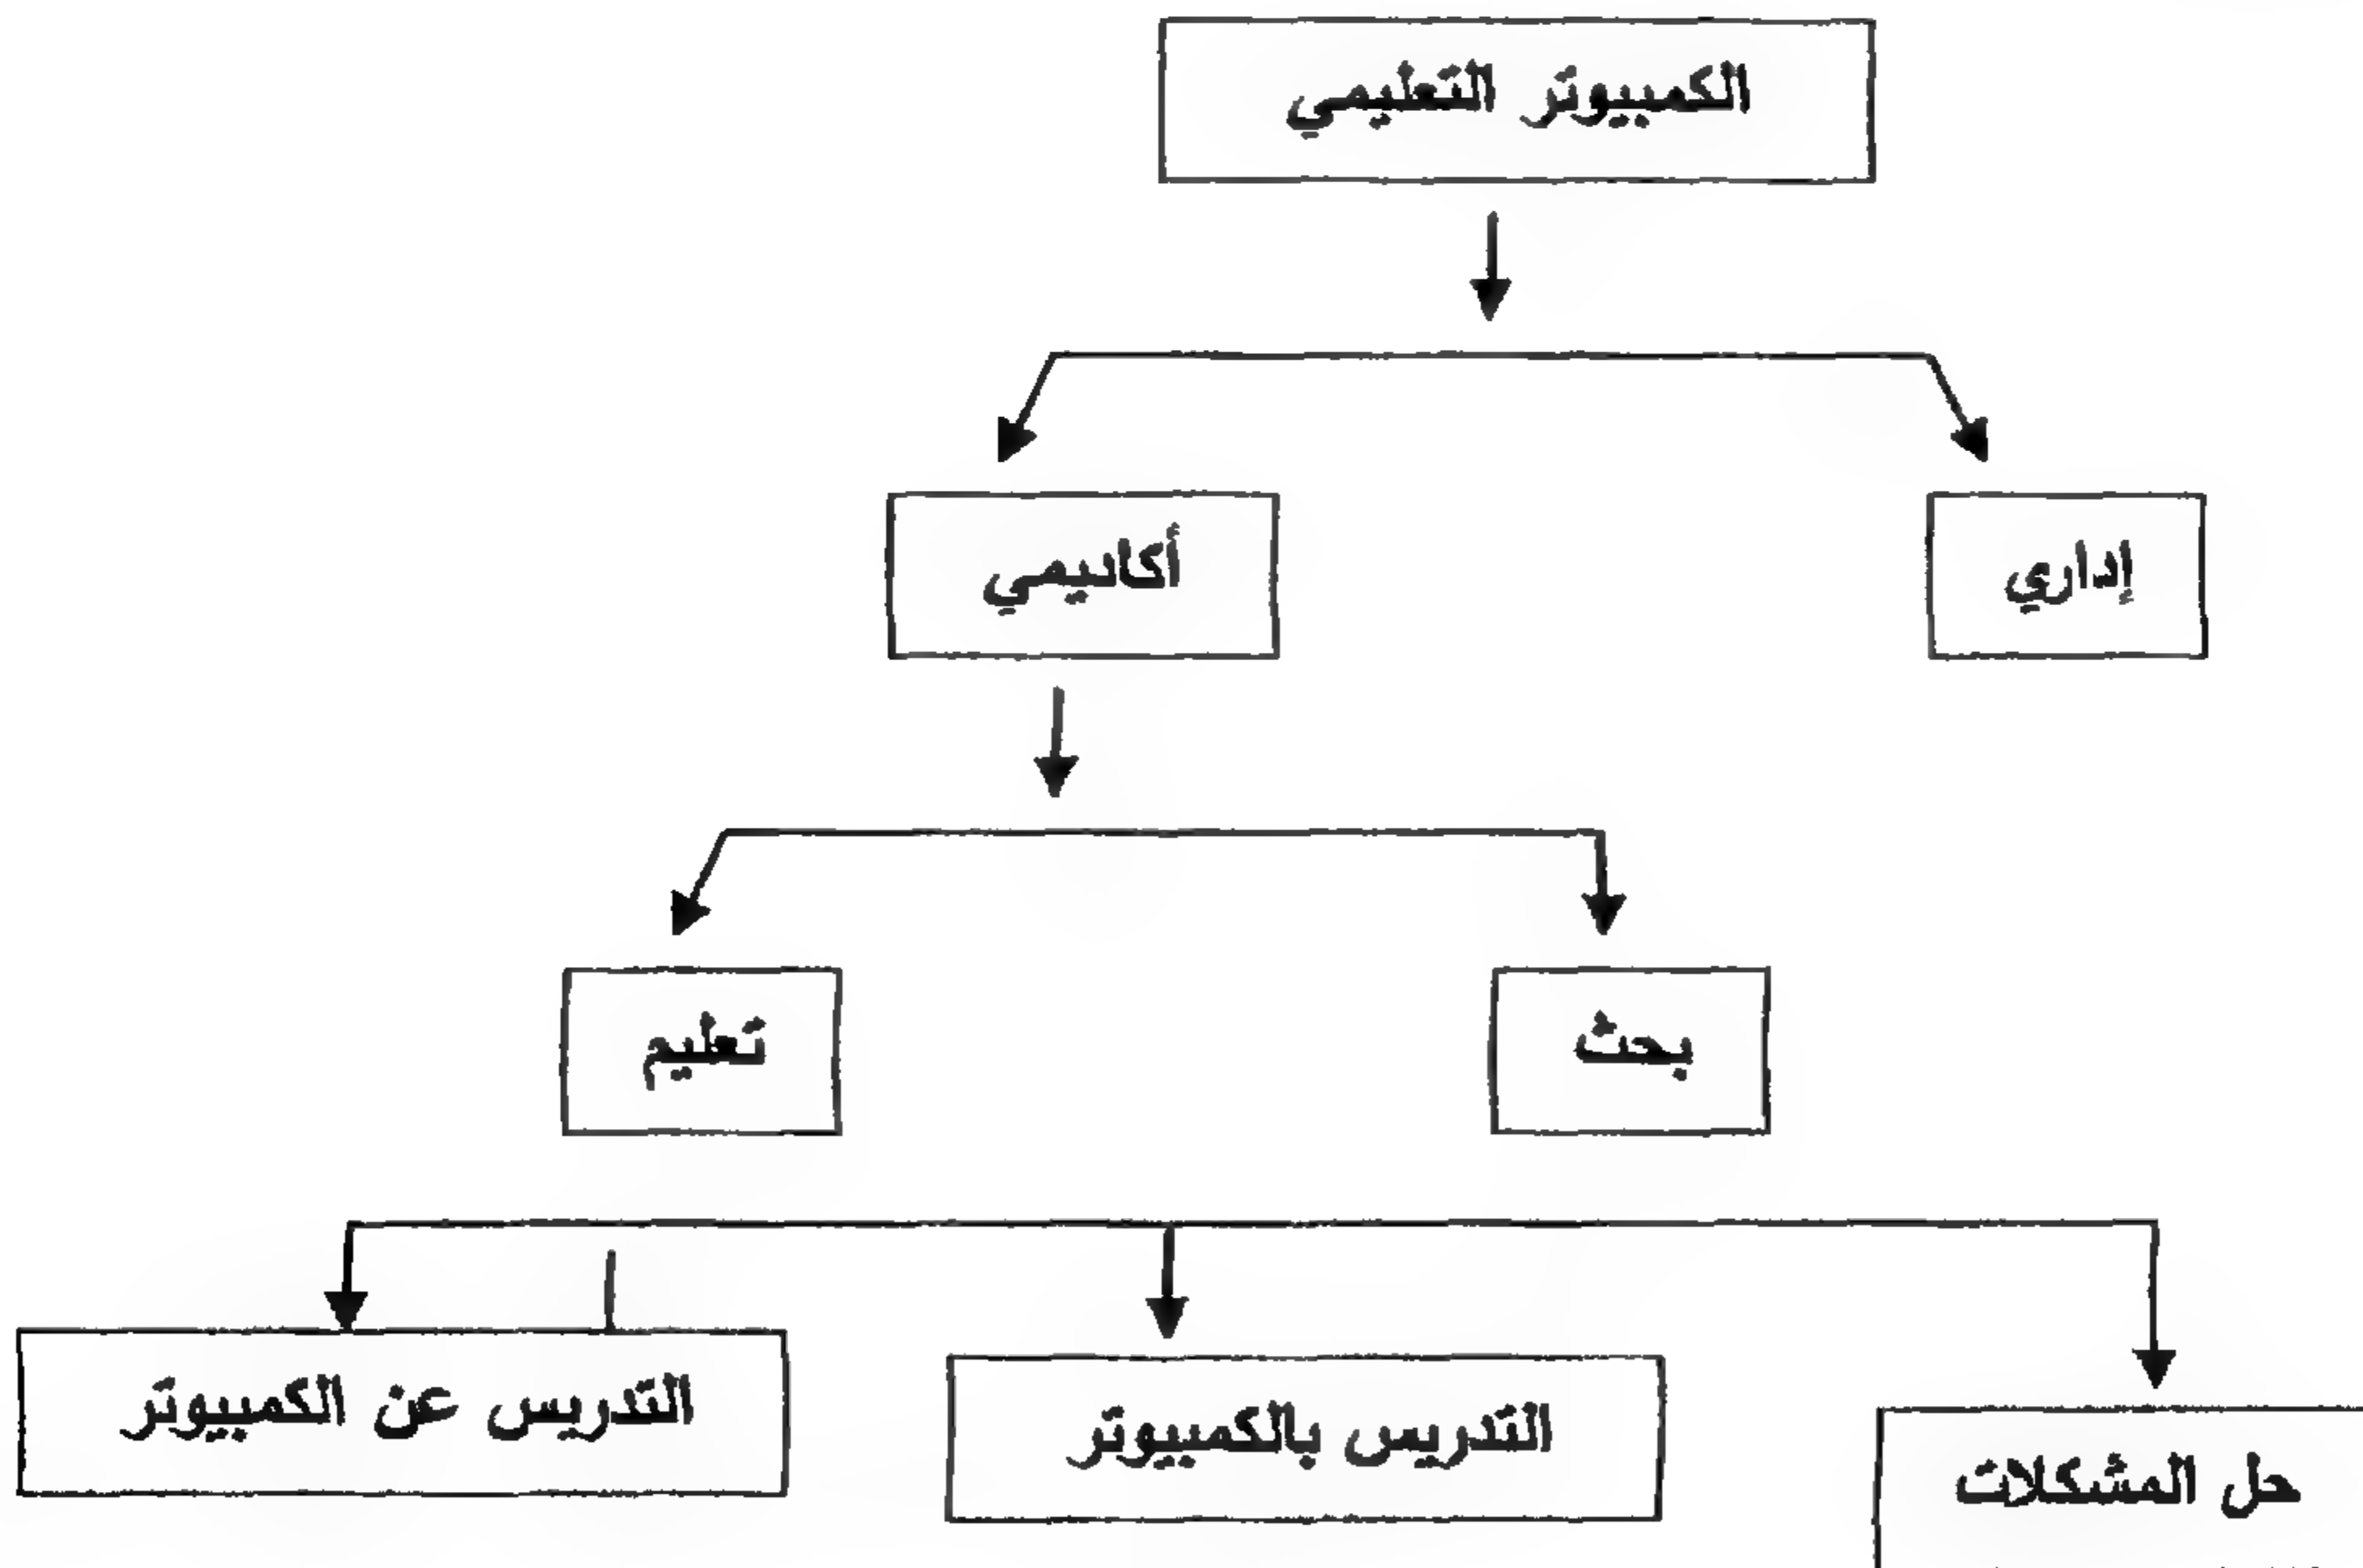 الكمبيوتر التعليمي
إداري
أكاديمي
بحث
تعليم
حل المشكلات
التدريس بالكمبيوتر
التدريس عن الكمبيوتر